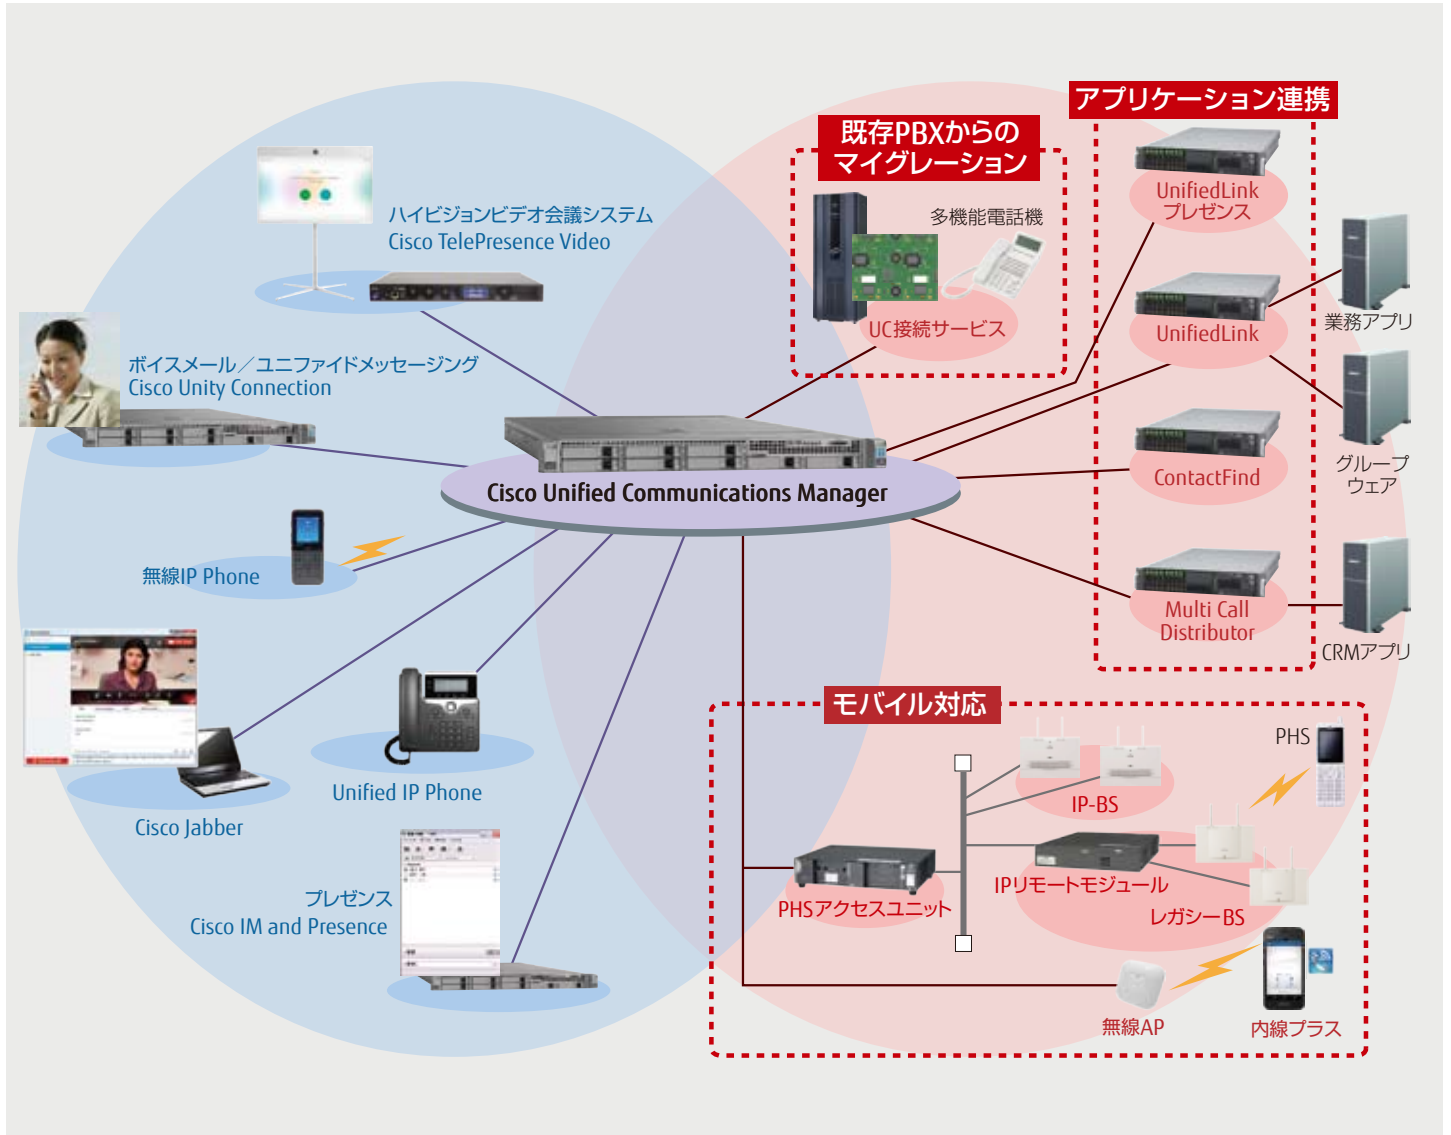 アプリケーション連携
既存PBXからの
マイグレーション
UnifiedLink
プレゼンス
ハイビジョンビデオ会議システム
Cisco TelePresence Video
多機能電話機
UC接続サービス
UnifiedLink
業務アプリ
ボイスメール／ユニファイドメッセージング
Cisco Unity Connection
ContactFind
グループ
ウェア
Cisco Unified Communications Manager
無線IP Phone
Multi Call
Distributor
CRMアプリ
モバイル対応
PHS
Unified IP Phone
IP-BS
Cisco Jabber
IPリモートモジュール
PHSアクセスユニット
レガシーBS
プレゼンス
Cisco IM and Presence
無線AP
内線プラス